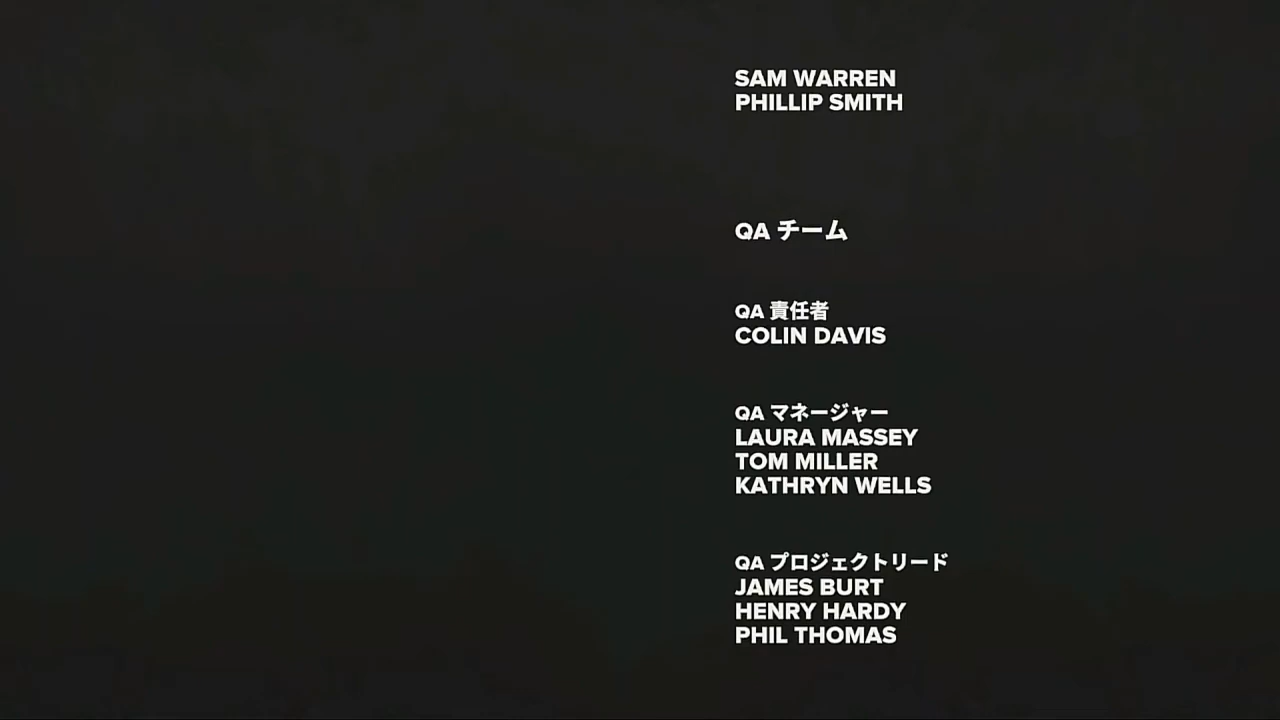 SAM WARREN
PHILLIP SMITH
QA チーム
QA 責任者
COLIN DAVIS
QA マネージャー
LAURA MASSEY
TOM MILLER
KATHRYN WELLS
QA プロジェクトリード
JAMES BURT
HENRY HARDY
PHIL THOMAS